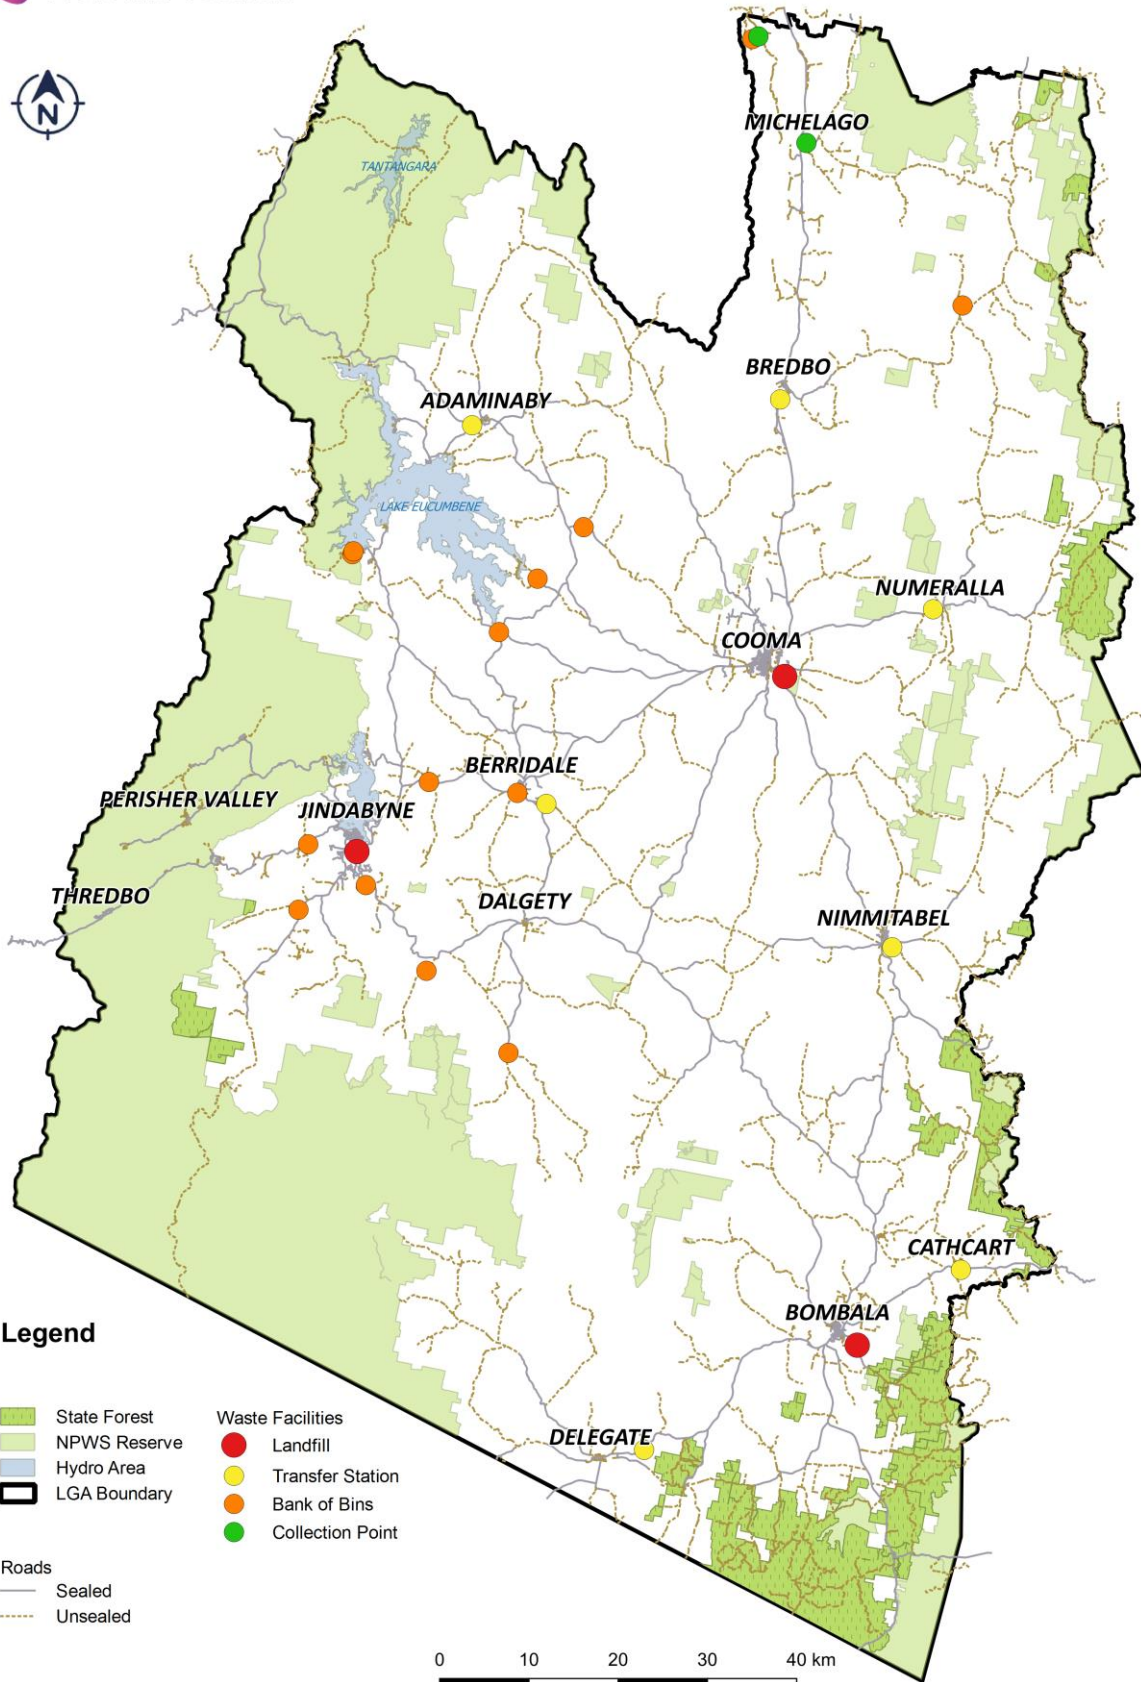 N
MICHELAGO
TANTANGARA
BREDBO
ADAMINABY
LAKE EUCUMBENE
NUMERALLA
COOMA
BERRIDALE
PERISHER VALLEY
JINDABYNE
THREDBO
DALGETY
NIMMITABEL
CATHCART
BOMBALA
DELEGATE
Legend
State Forest
NPWS Reserve
Hydro Area
LGA Boundary
Waste Facilities
Landfill
Transfer Station
Bank of Bins
Collection Point
Roads
Sealed
Unsealed
0 10 20 30 40 km